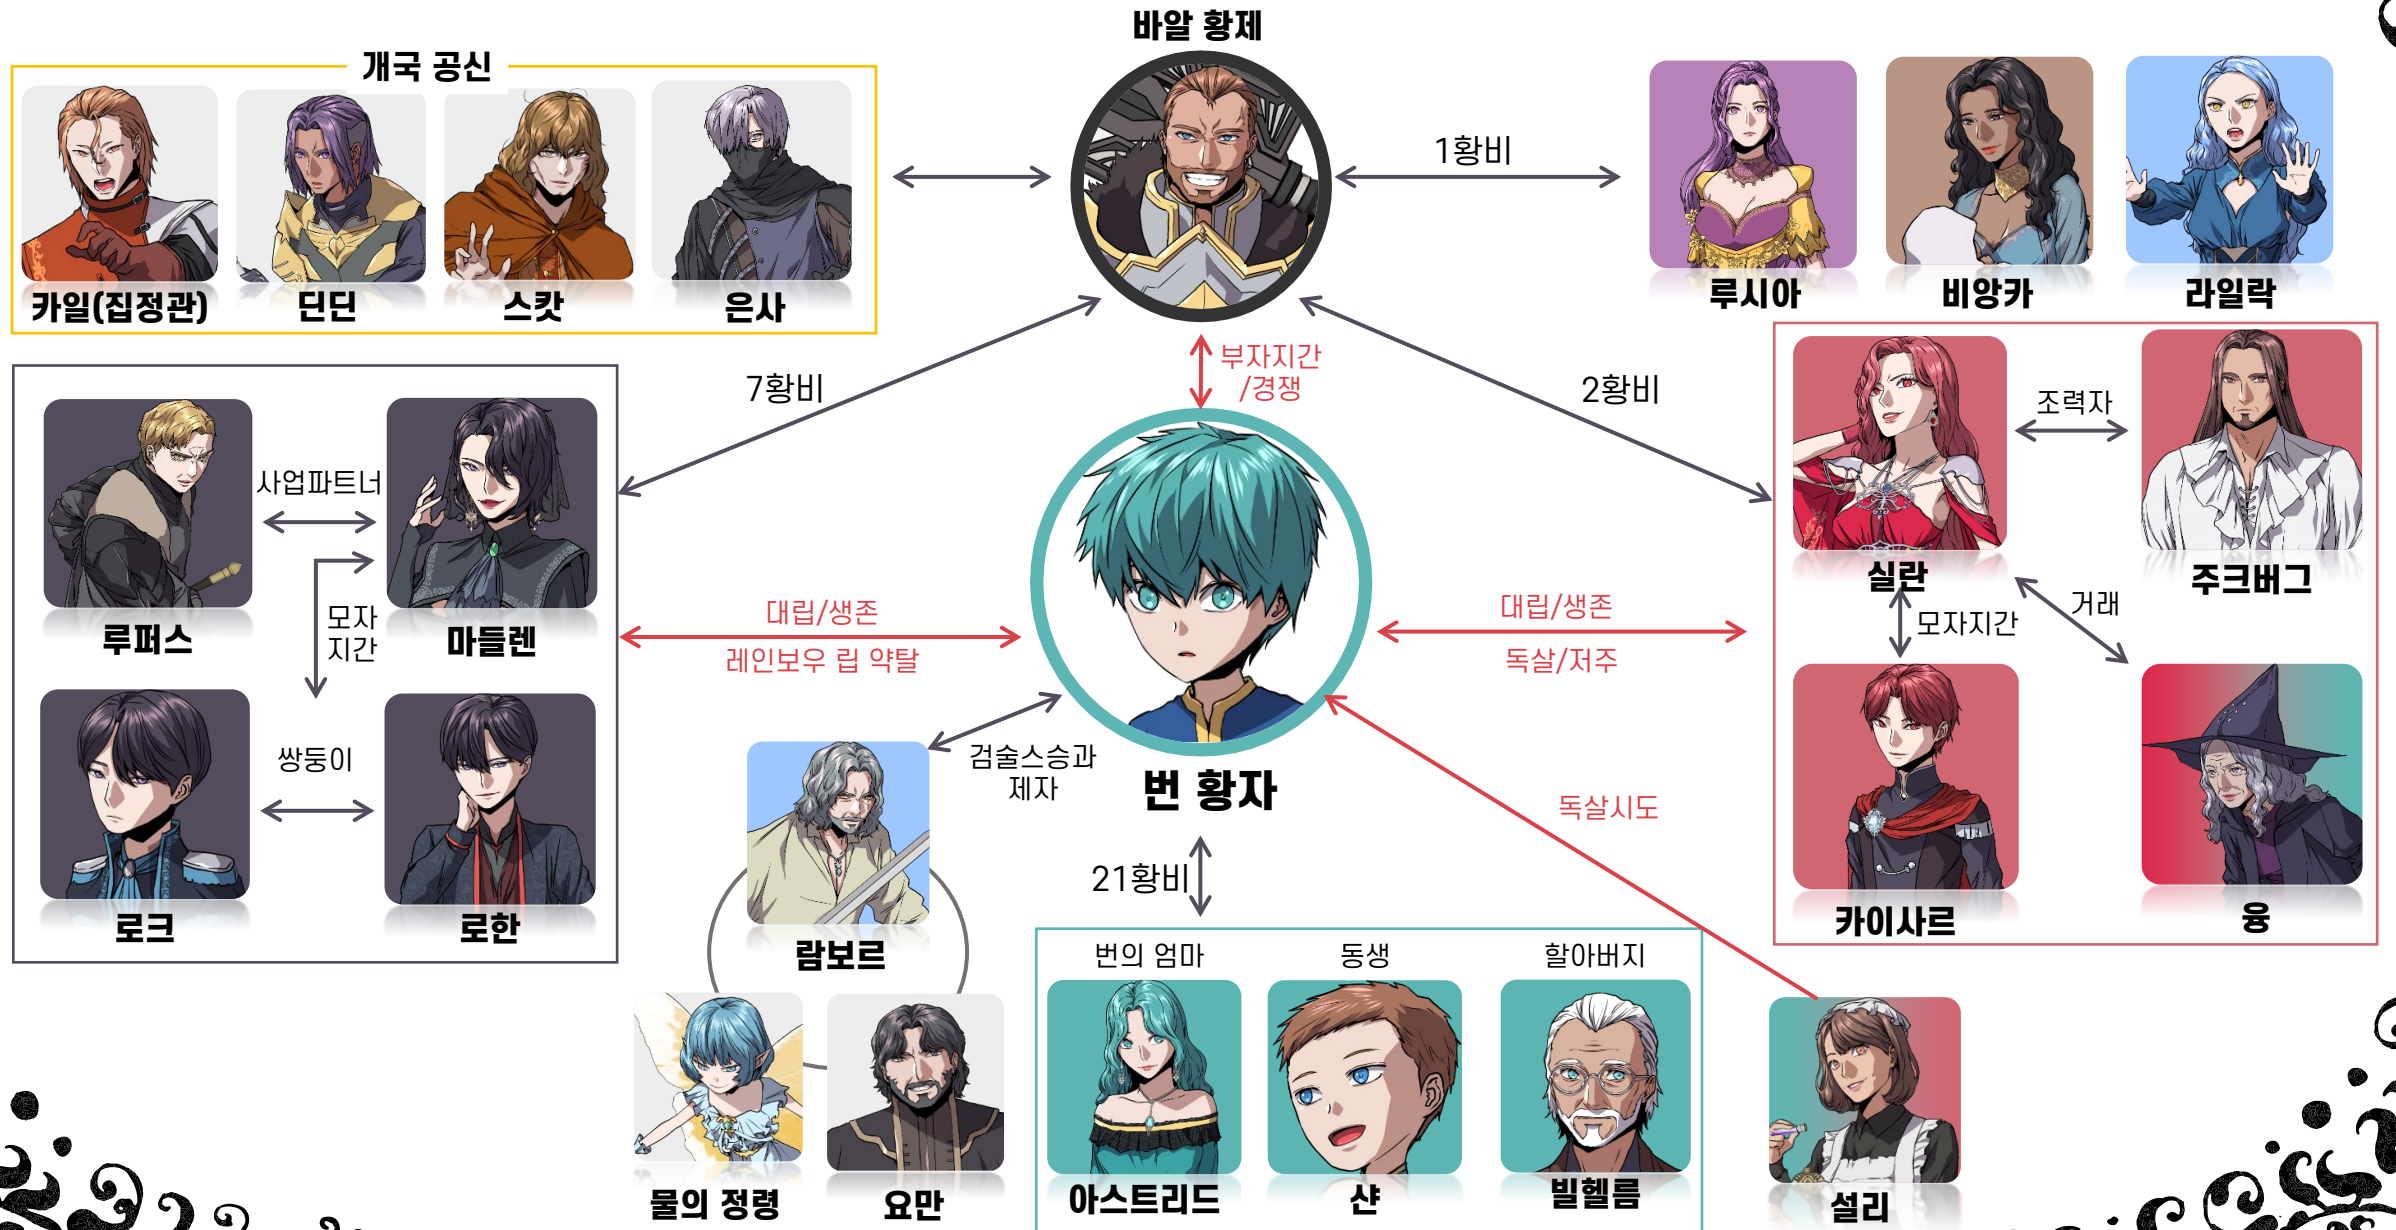 바알 황제
개국 공신
카일(집정관)
딘딘
스캇
은사
1황비
루시아
비앙카
라일락
7황비
부자지간
/경쟁
2황비
사업파트너
루퍼스
마들렌
모자
지간
쌍둥이
로크
로한
대립/생존
레인보우 립 약탈
대립/생존
독살/저주
조력자
실란
주크버그
모자지간
거래
카이사르
융
번 황자
검술스승과
제자
람보르
물의 정령
요만
21황비
독살시도
번의 엄마
동생
할아버지
아스트리드
샨
빌헬름
설리